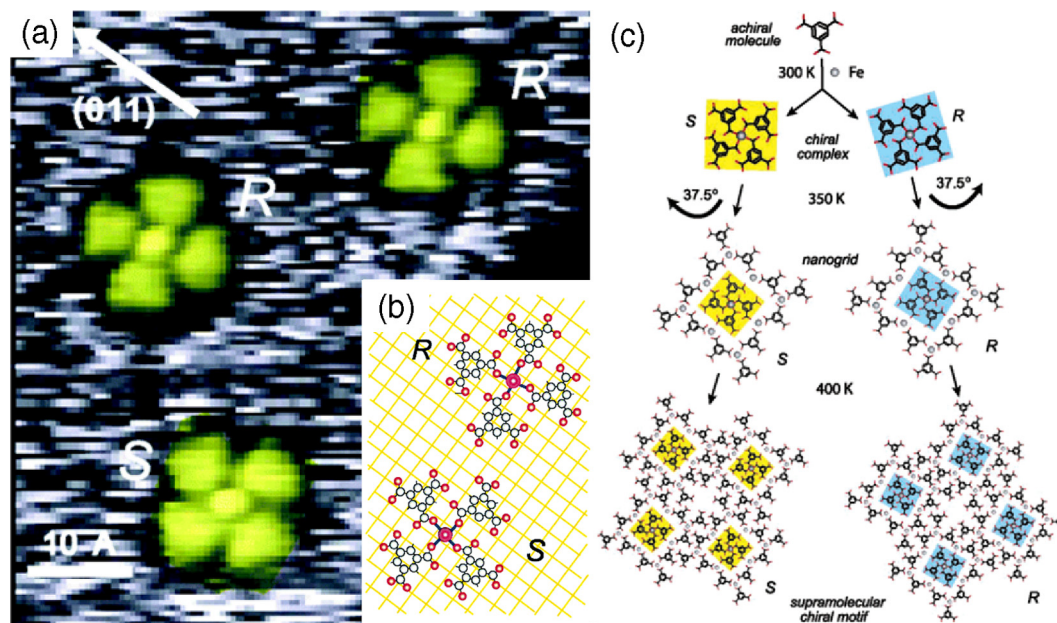 (a)
(011)
R
R
S
10 A
(b)
R
S
(c)
achiral
molecule
300 K
Fe
S
R
chiral
complex
37.5°
350 K
37.5°
nanogrid
S
R
400 K
S
R
supramolecular
chiral motif